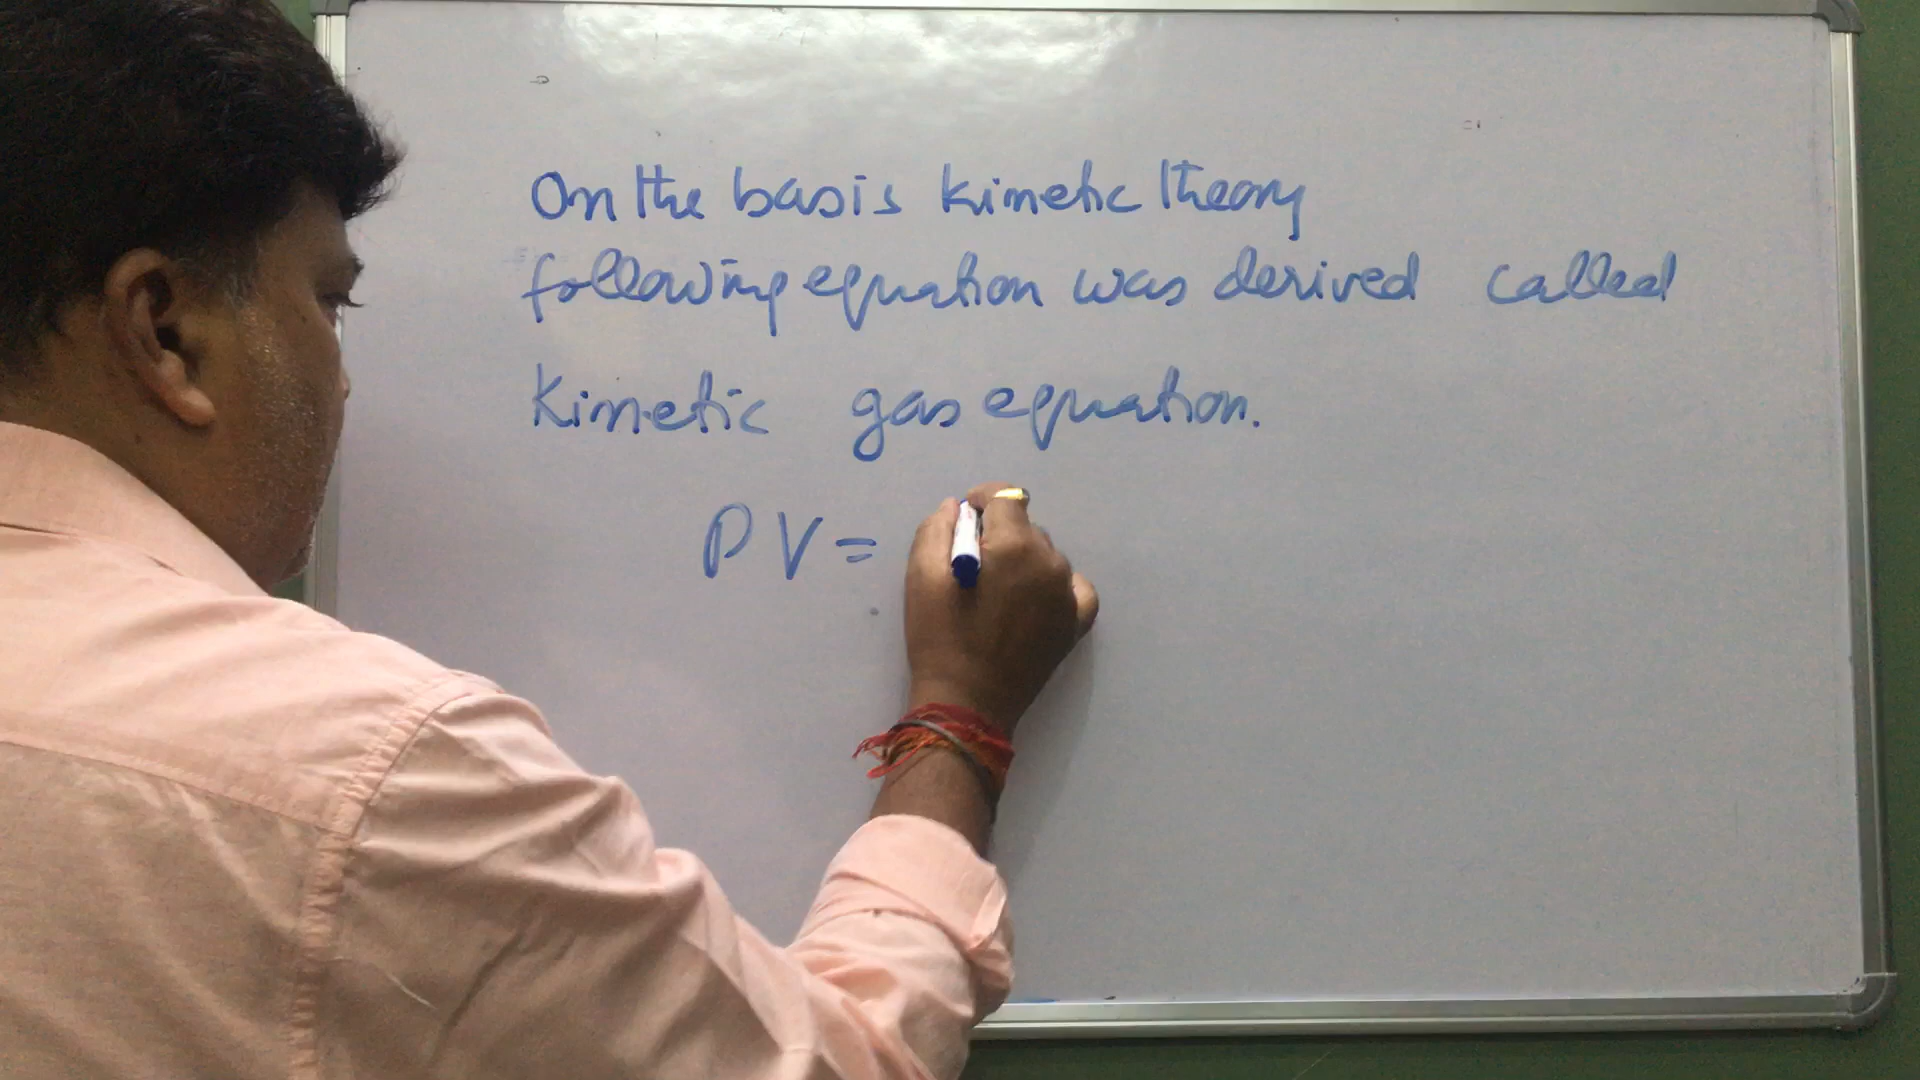 On the basis kinetic theory
following equation was derived called
Kinetic gas equation.
PV=